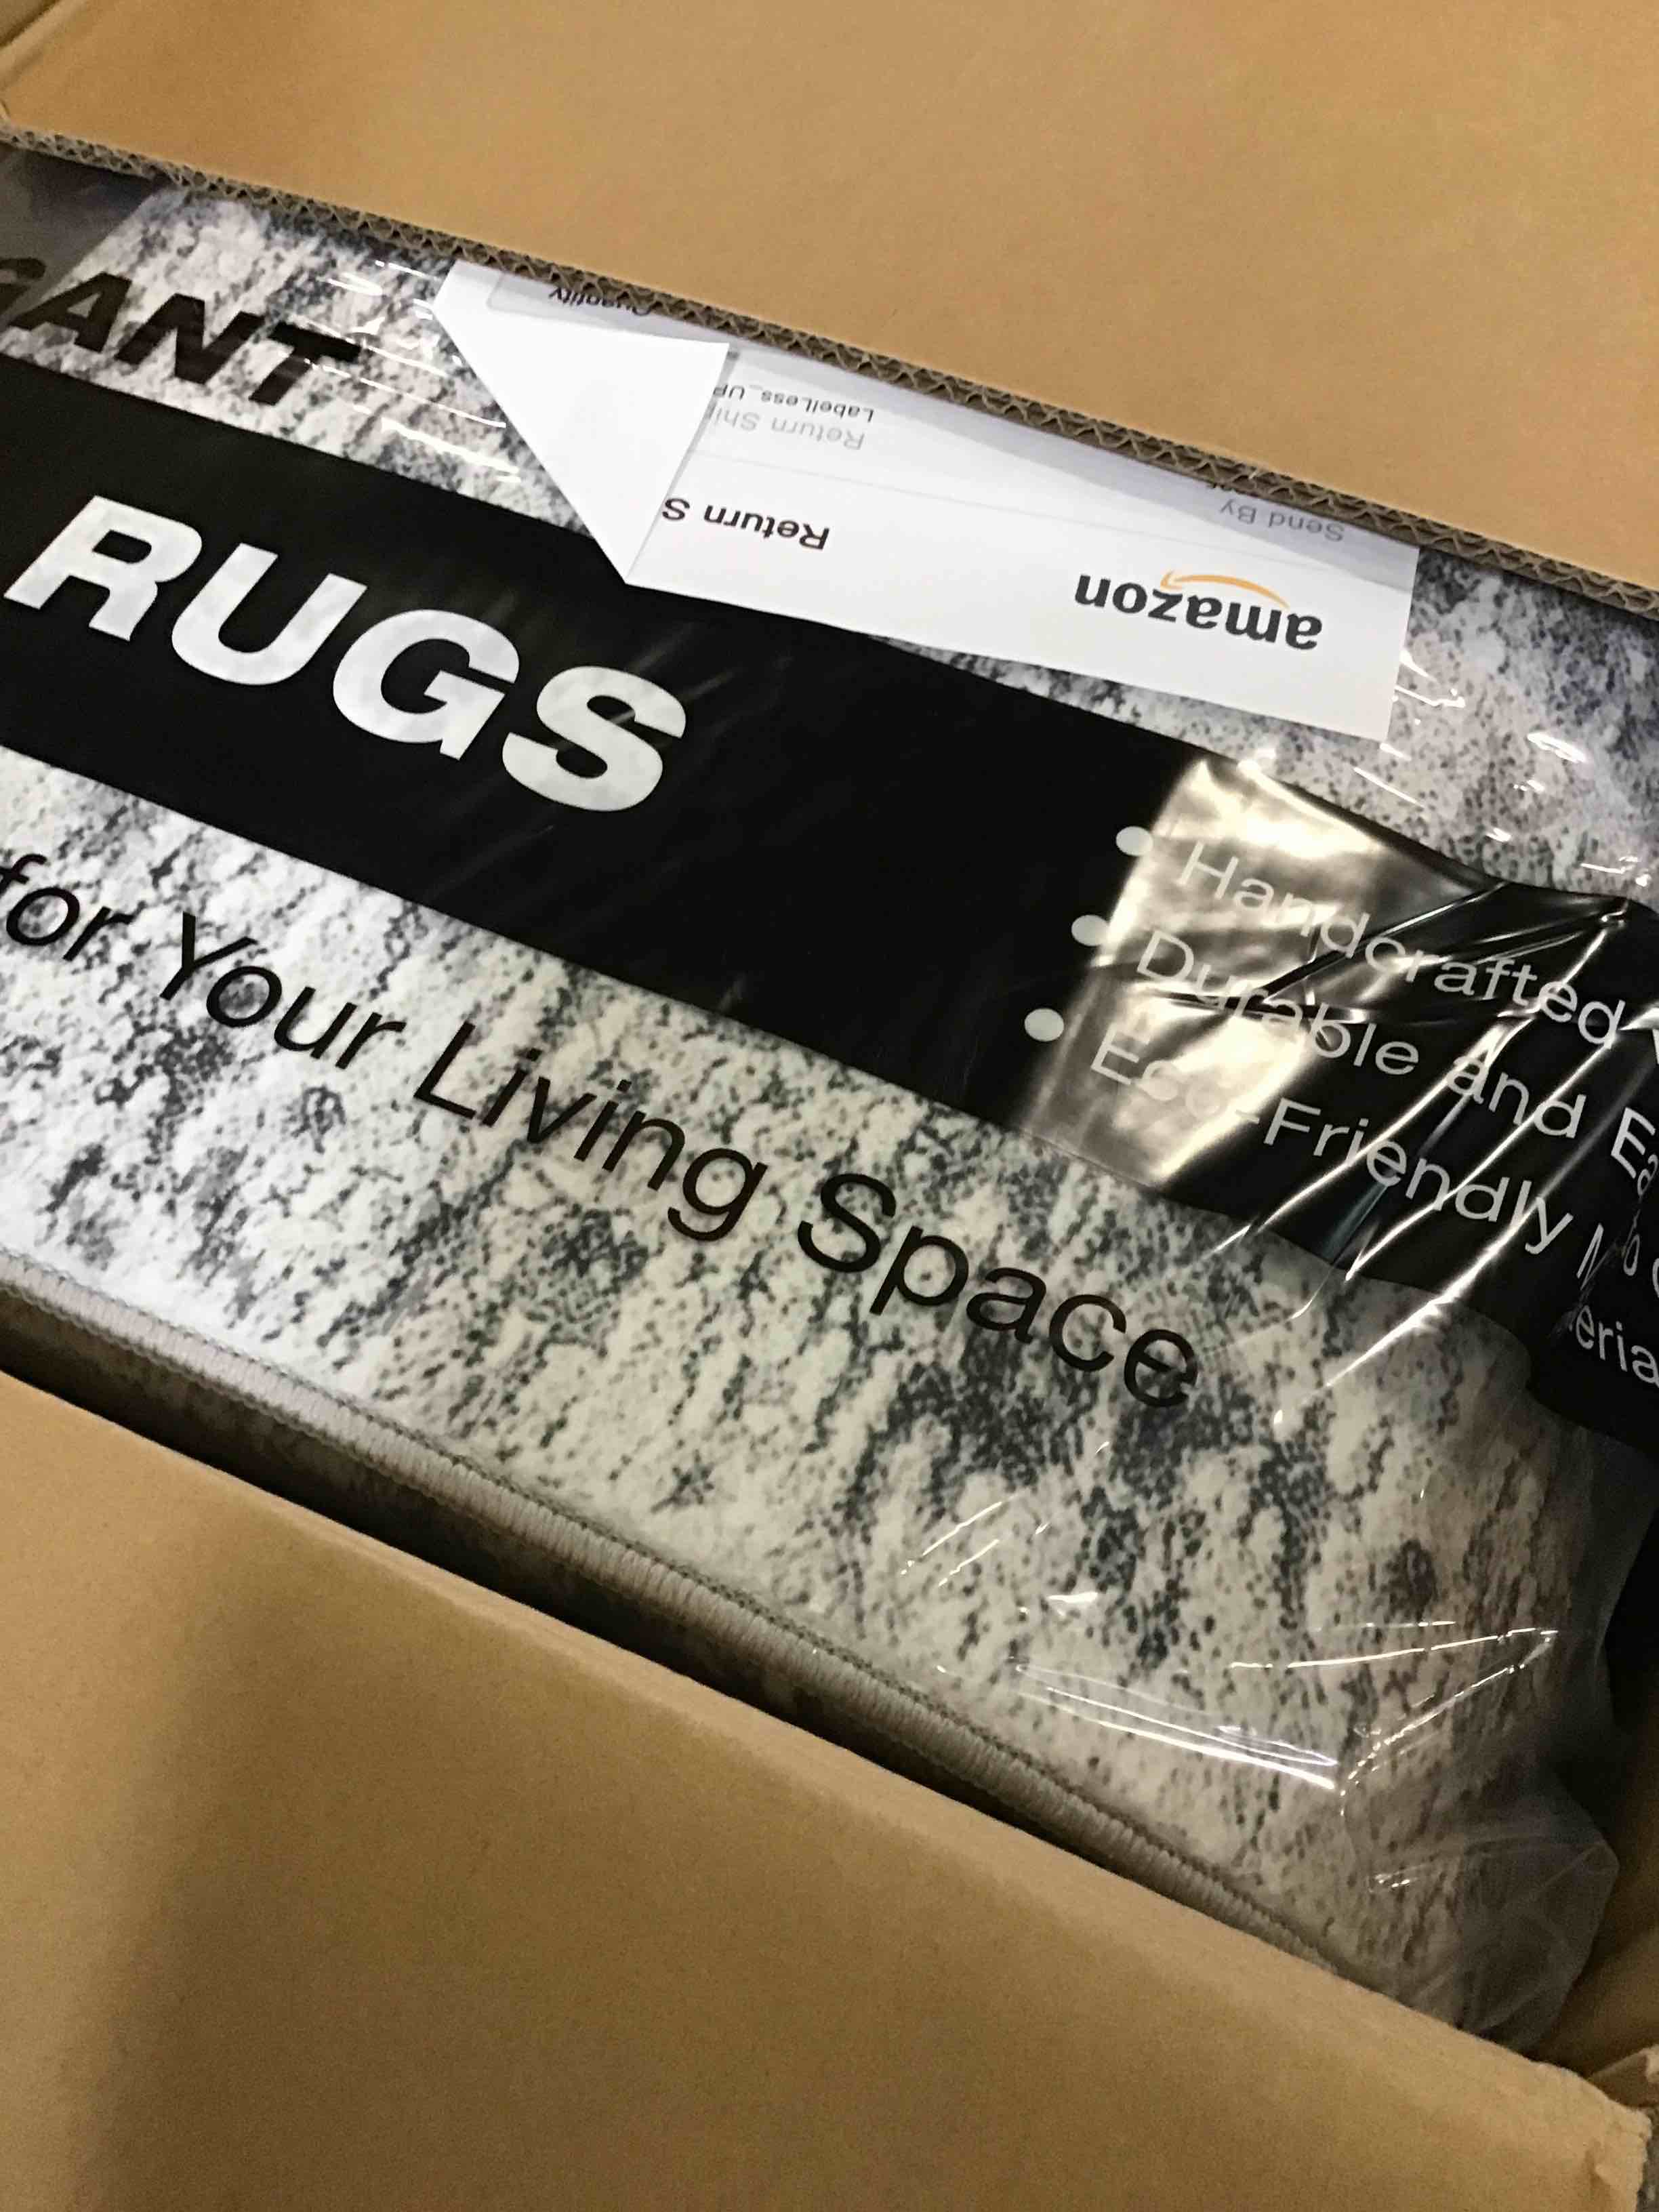 GANT
RUGS
for Your Living Space
Handcrafted
Durable and Ea
Eco-Friendly
amazon
Return S
Send By
Return Shi
LabelLess_UP
Quantity